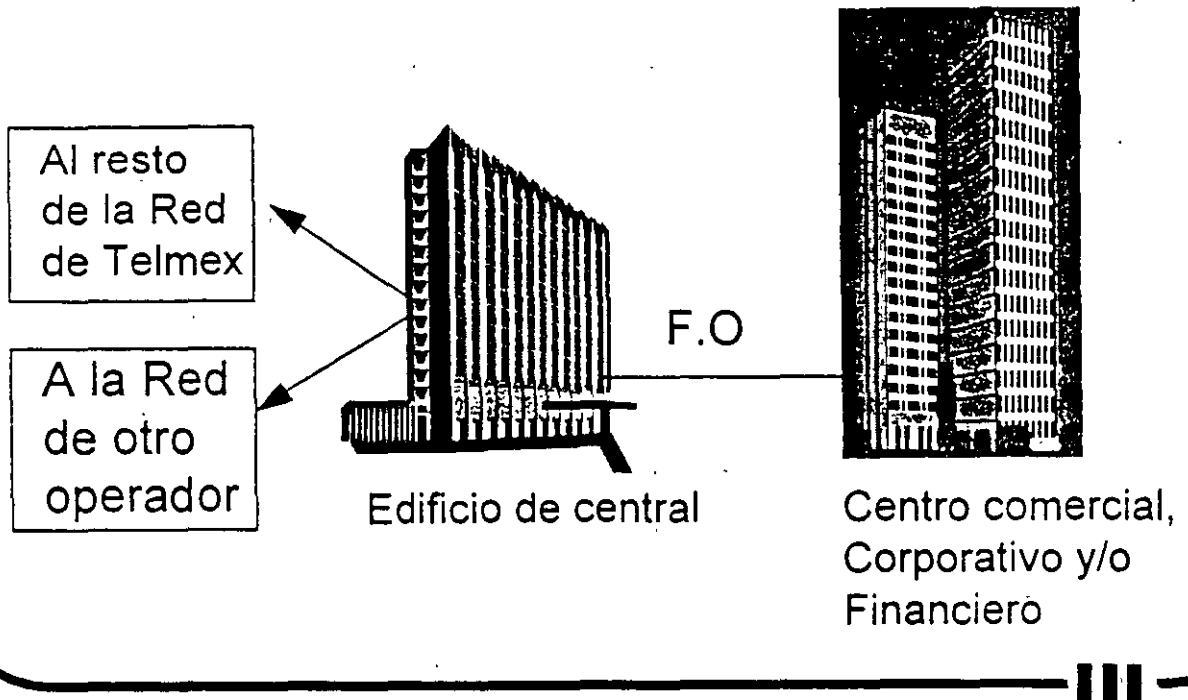 Al resto
de la Red
de Telmex
A la Red
de otro
operador
F.O
Edificio de central
Centro comercial,
Corporativo y/o
Financiero